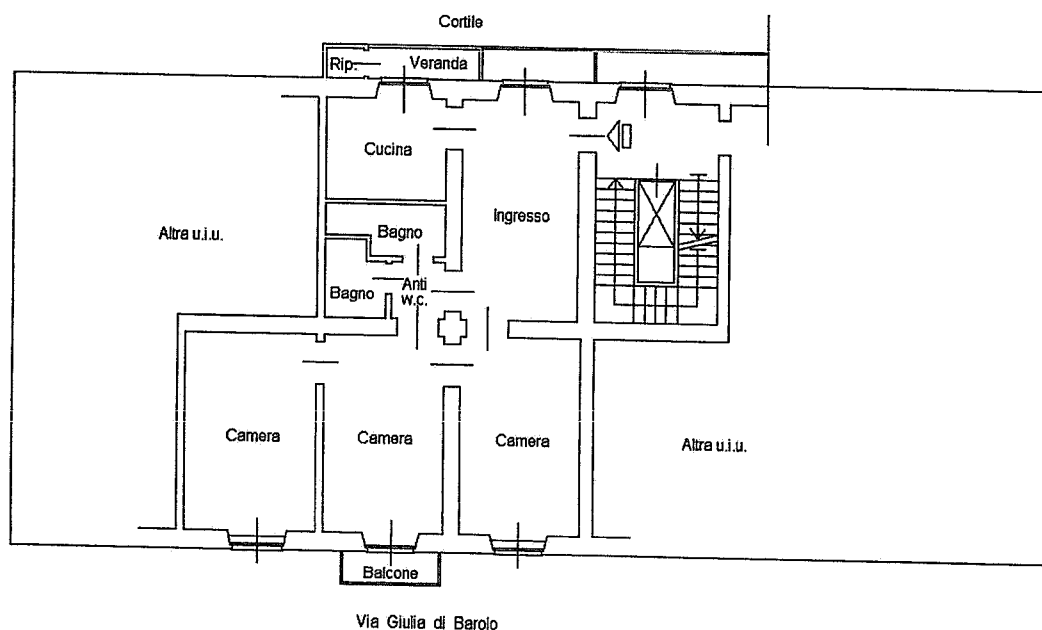 Cortile
Rip.
Veranda
Cucina
Ingresso
Altra u.i.u.
Bagno
Bagno
Anti
w.c.
Camera
Camera
Camera
Altra u.i.u.
Balcone
Via Giulia di Barolo